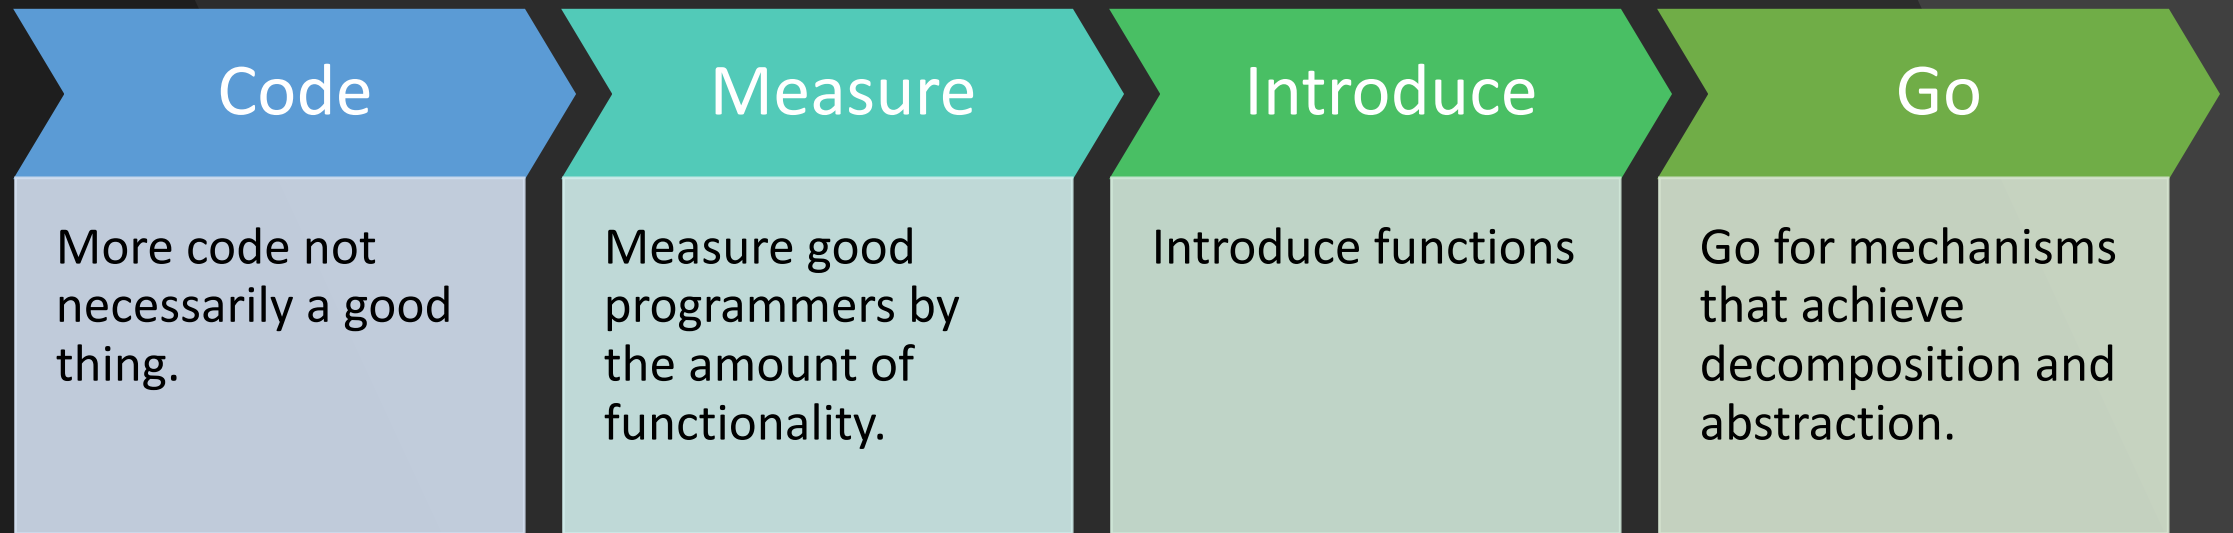 Code
More code not
necessarily a good
thing.
Measure
Measure good
programmers by
the amount of
functionality.
Introduce
Introduce functions
Go
Go for mechanisms
that achieve
decomposition and
abstraction.